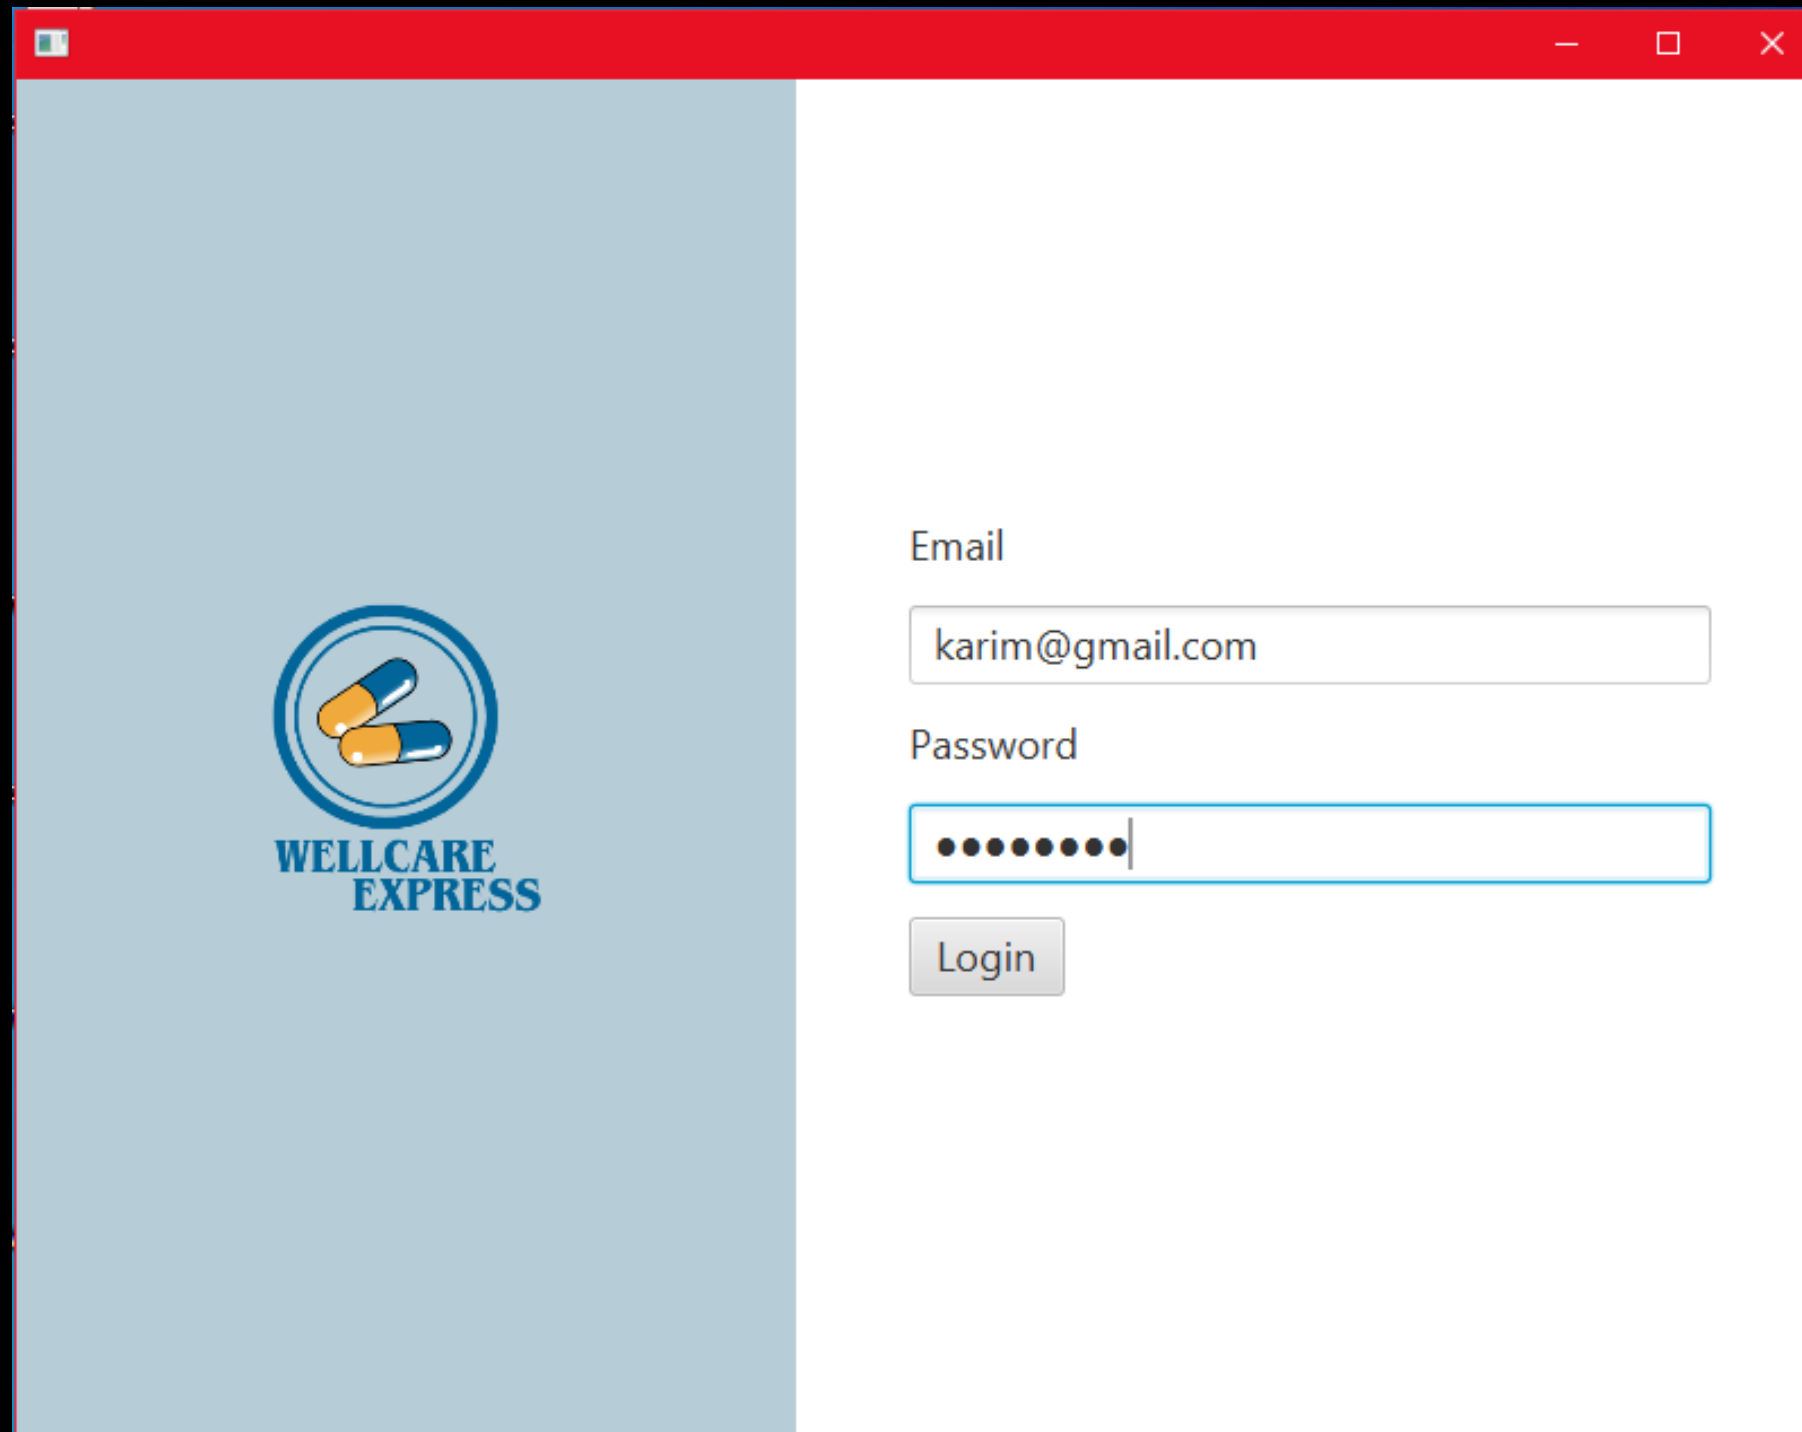 WELLCARE
EXPRESS
Email
karim@gmail.com
Password
••••••••
Login